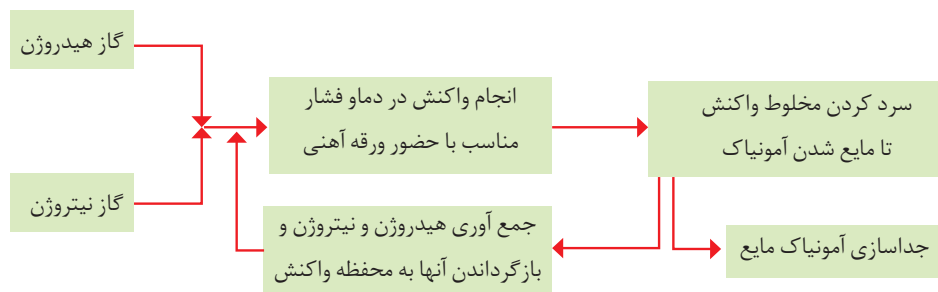 گاز هیدروژن
گاز نیتروژن
انجام واکنش در دماو فشار
مناسب با حضور ورقه آهنی
سرد کردن مخلوط واکنش
تا مایع شدن آمونیاک
جمع آوری هیدروژن و نیتروژن و
بازگرداندن آنها به محفظه واکنش
جداسازی آمونیاک مایع